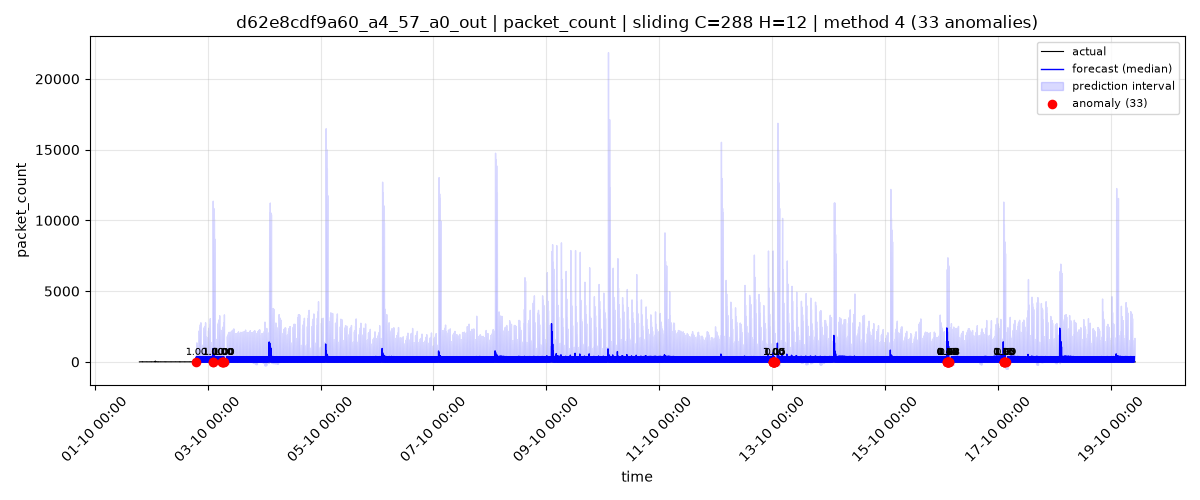 d62e8cdf9a60_a4_57_a0_out | packet_count | sliding C=288 H=12 | method 4 (33 anomalies)
actual
forecast (median)
prediction interval
anomaly (33)
packet_count
20000
15000
10000
5000
0
1.00
01-10 00:00
03-10 00:00
05-10 00:00
07-10 00:00
09-10 00:00
11-10 00:00
13-10 00:00
15-10 00:00
17-10 00:00
19-10 00:00
time